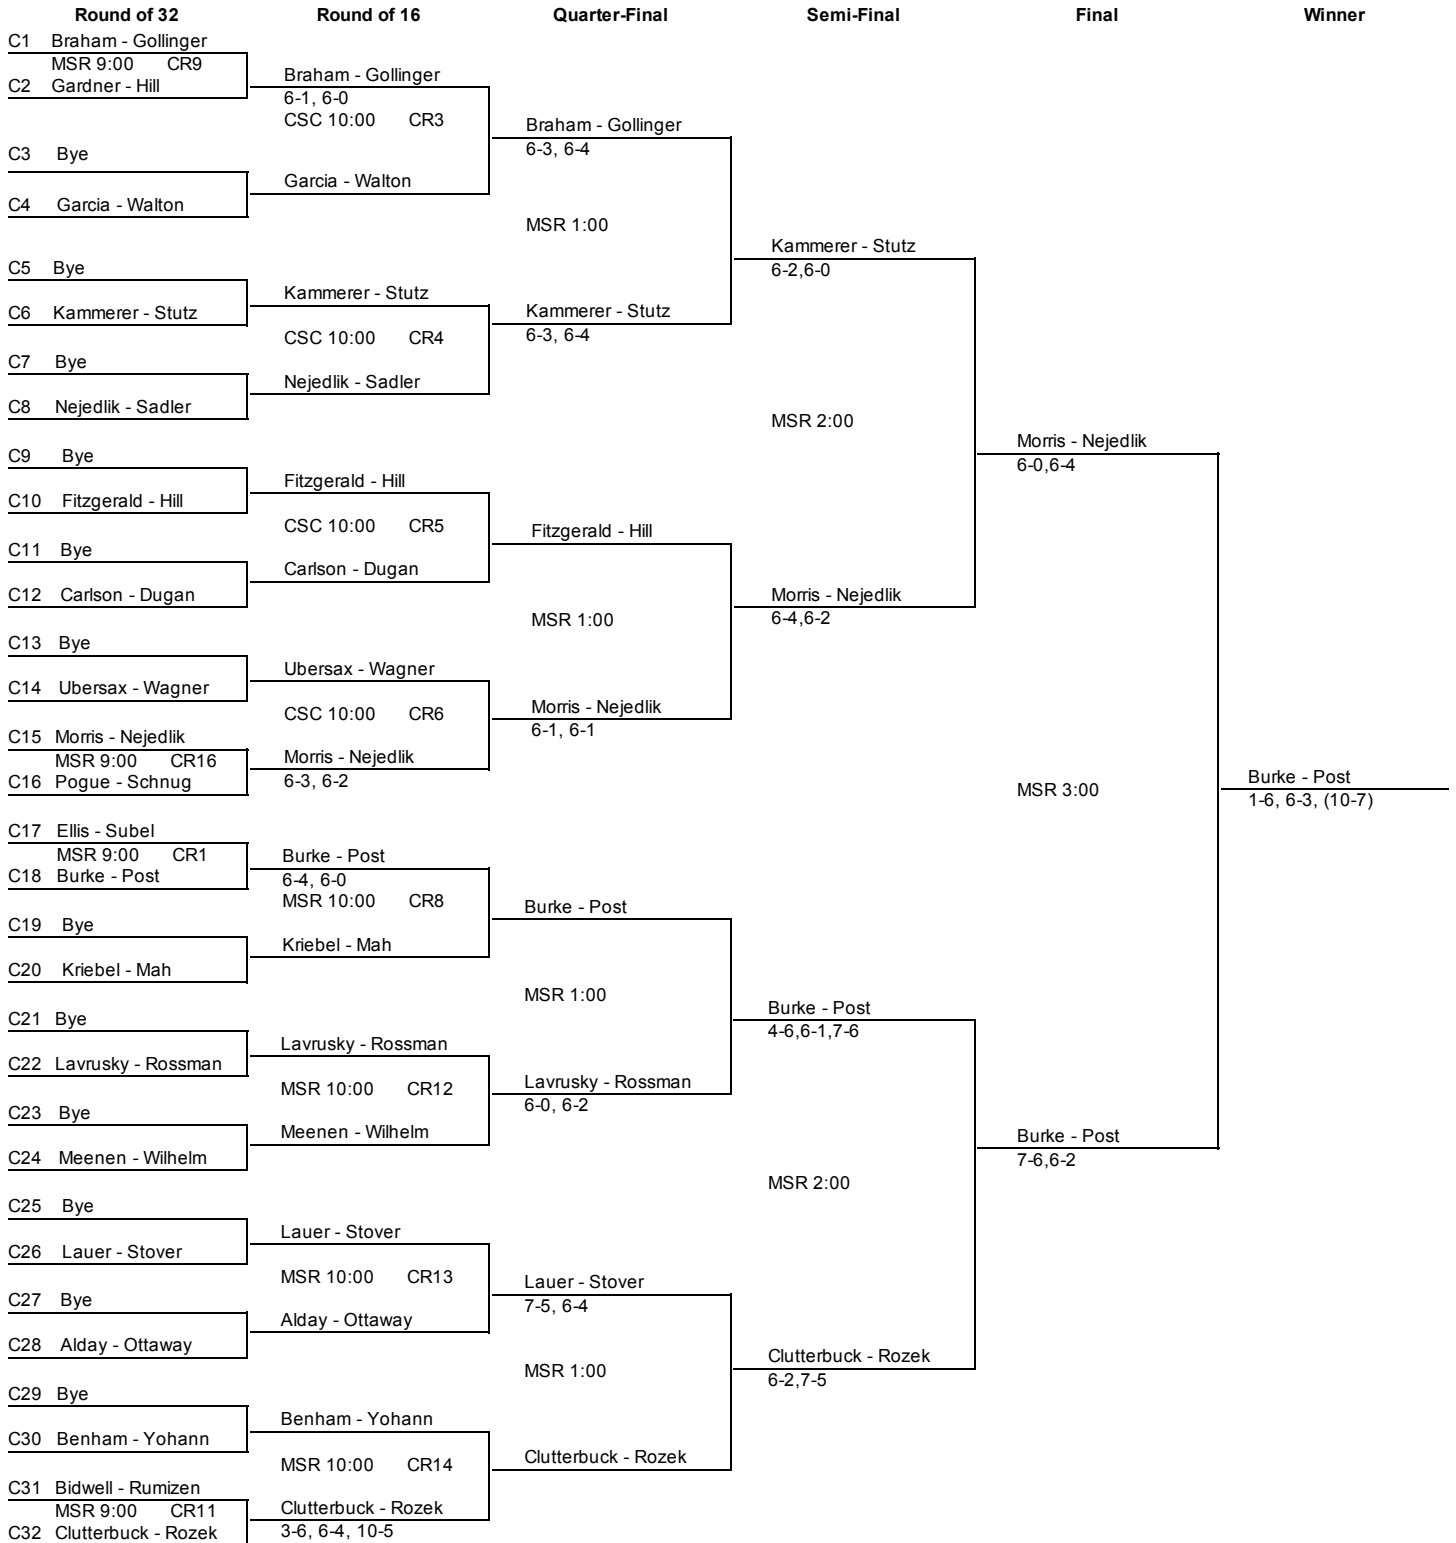 Round of 32 Round of 16 Quarter-Final Semi-Final Final Winner
C1 Braham - Gollinger
MSR 9:00 CR9
C2 Gardner - Hill
C3 Bye
C4 Garcia - Walton
C5 Bye
C6 Kammerer - Stutz
C7 Bye
C8 Nejedlik - Sadler
C9 Bye
C10 Fitzgerald - Hill
C11 Bye
C12 Carlson - Dugan
C13 Bye
C14 Ubersax - Wagner
C15 Morris - Nejedlik
MSR 9:00 CR16
C16 Pogue - Schnug
C17 Ellis - Subel
MSR 9:00 CR1
C18 Burke - Post
C19 Bye
C20 Kriebel - Mah
C21 Bye
C22 Lavrusky - Rossman
C23 Bye
C24 Meenen - Wilhelm
C25 Bye
C26 Lauer - Stover
C27 Bye
C28 Alday - Ottaway
C29 Bye
C30 Benham - Yohann
C31 Bidwell - Rumizen
MSR 9:00 CR11
C32 Clutterbuck - Rozek
Braham - Gollinger
6-1, 6-0
CSC 10:00 CR3
Garcia - Walton
Kammerer - Stutz
CSC 10:00 CR4
Nejedlik - Sadler
Fitzgerald - Hill
CSC 10:00 CR5
Carlson - Dugan
Ubersax - Wagner
CSC 10:00 CR6
Morris - Nejedlik
6-3, 6-2
Burke - Post
6-4, 6-0
MSR 10:00 CR8
Kriebel - Mah
Lavrusky - Rossman
MSR 10:00 CR12
Meenen - Wilhelm
Lauer - Stover
MSR 10:00 CR13
Alday - Ottaway
Benham - Yohann
MSR 10:00 CR14
Clutterbuck - Rozek
3-6, 6-4, 10-5
Braham - Gollinger
6-3, 6-4
MSR 1:00
Kammerer - Stutz
6-3, 6-4
Fitzgerald - Hill
MSR 1:00
Morris - Nejedlik
6-1, 6-1
Burke - Post
MSR 1:00
Lavrusky - Rossman
6-0, 6-2
Lauer - Stover
7-5, 6-4
MSR 1:00
Clutterbuck - Rozek
Kammerer - Stutz
6-2,6-0
MSR 2:00
Morris - Nejedlik
6-4,6-2
Burke - Post
4-6,6-1,7-6
MSR 2:00
Clutterbuck - Rozek
6-2,7-5
Morris - Nejedlik
6-0,6-4
MSR 3:00
Burke - Post
7-6,6-2
Burke - Post
1-6, 6-3, (10-7)